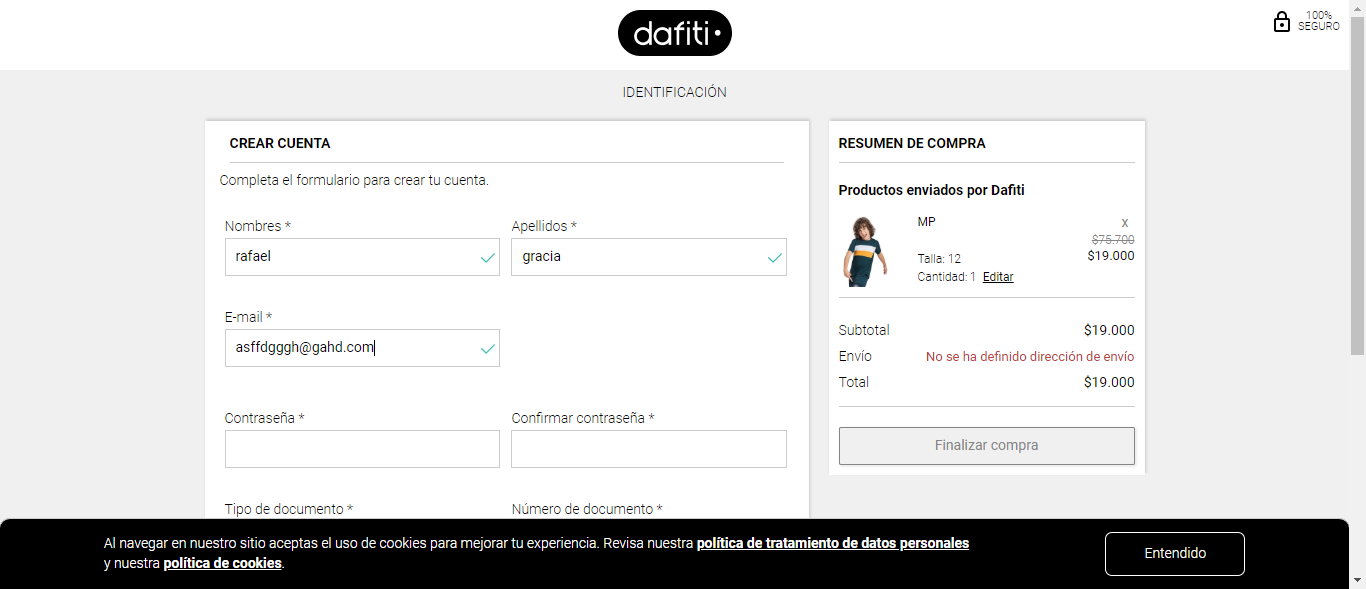 dafiti
100%
SEGURO
IDENTIFICACIÓN
CREAR CUENTA
Completa el formulario para crear tu cuenta.
Nombres *
Apellidos *
rafael
gracia
E-mail *
asffdgggh@gahd.com
Contraseña *
Confirmar contraseña *
Tipo de documento *
Número de documento *
RESUMEN DE COMPRA
Productos enviados por Dafiti
MP
X
$75.700
$19.000
Talla: 12
Cantidad: 1 Editar
Subtotal $19.000
Envío No se ha definido dirección de envío
Total $19.000
Finalizar compra
Al navegar en nuestro sitio aceptas el uso de cookies para mejorar tu experiencia. Revisa nuestra política de tratamiento de datos personales
y nuestra política de cookies.
Entendido